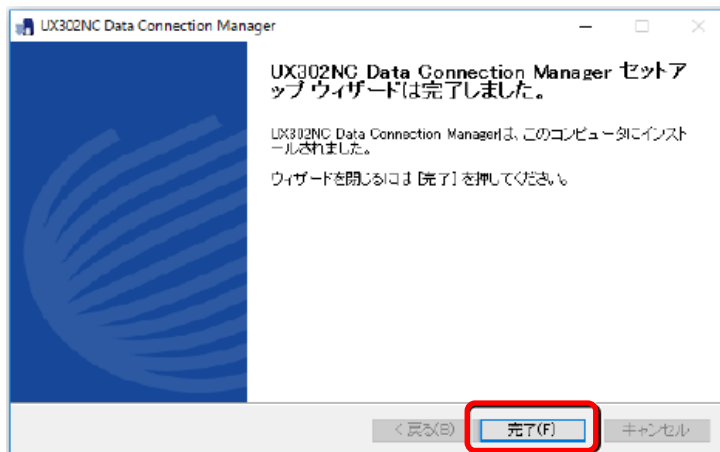 UX302NC Data Connection Manager
UX302NC Data Connection Manager セットア
ップ ウィザードは完了しました。
UX302NC Data Connection Managerは、このコンピュータにインスト
ールされました。
ウィザードを閉じるには [完了] を押してください。
< 戻る(B)
完了(F)
キャンセル